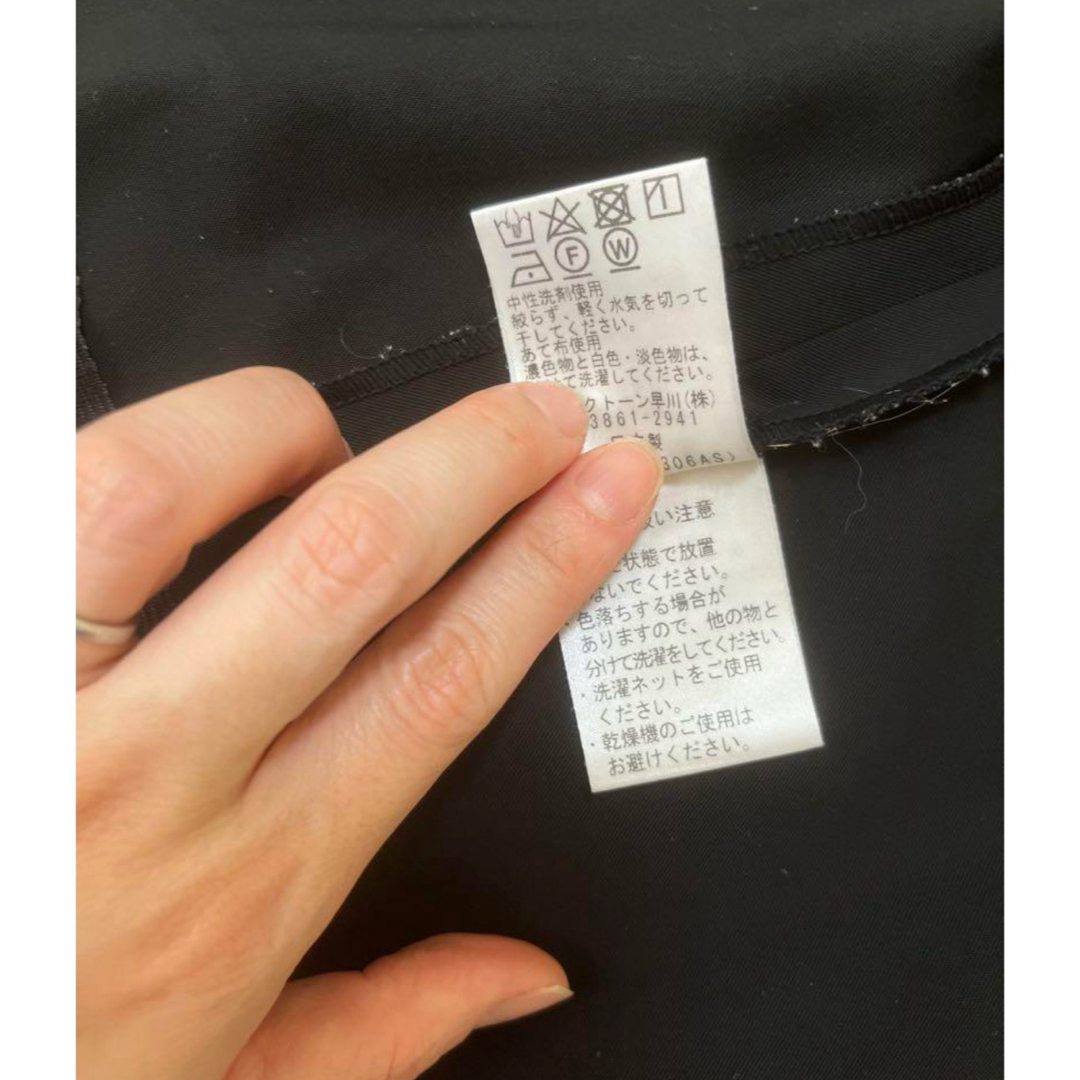 F W
中性洗剤使用
絞らず、軽く水気を切って
干してください。
あて布使用
濃色物と白色・淡色物は、
て洗濯してください。
クトーン早川(株)
3861-2941
製
306AS)
い注意
状態で放置
ないでください。
・色落ちする場合が
ありますので、他の物と
分けて洗濯をしてください。
・洗濯ネットをご使用
ください。
・乾燥機のご使用は
お避けください。